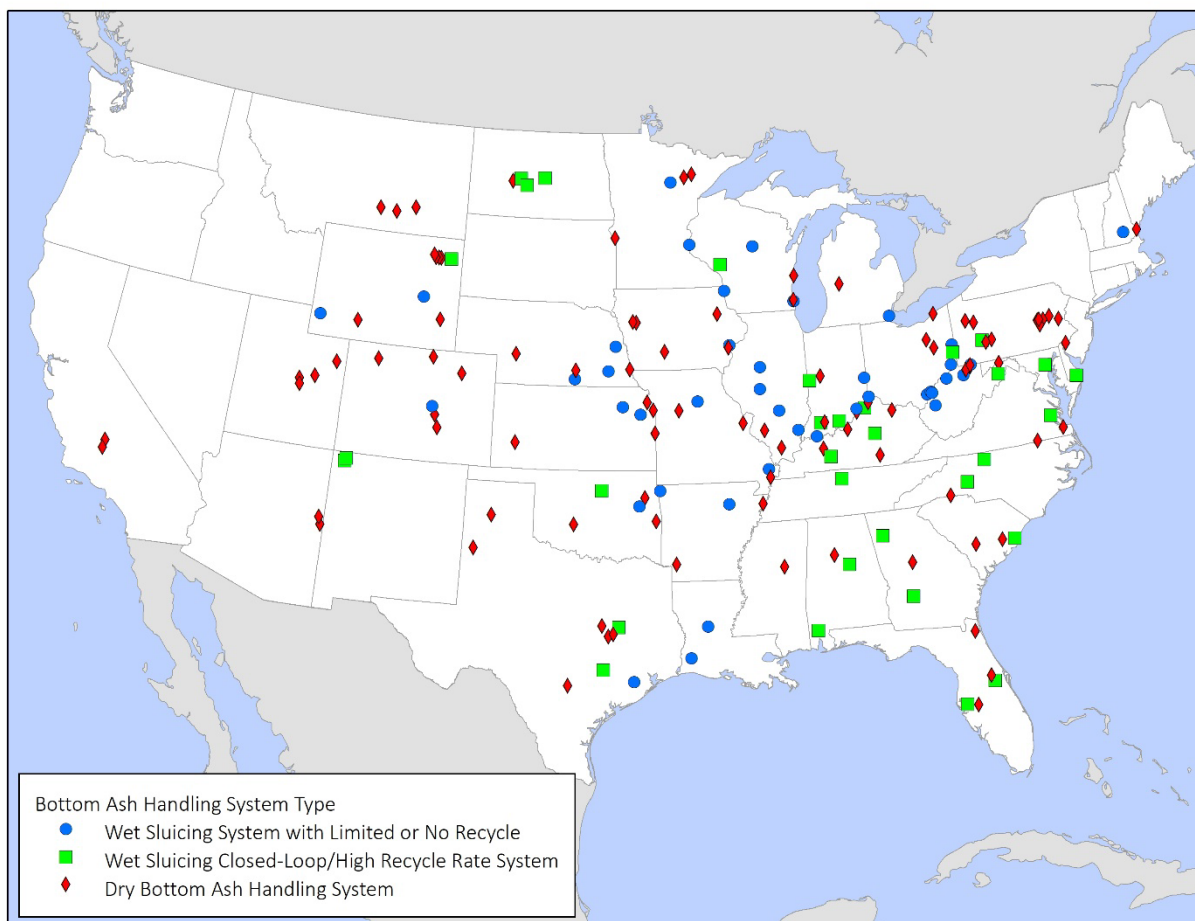 Bottom Ash Handling System Type
Wet Sluicing System with Limited or No Recycle
Wet Sluicing Closed-Loop/High Recycle Rate System
Dry Bottom Ash Handling System